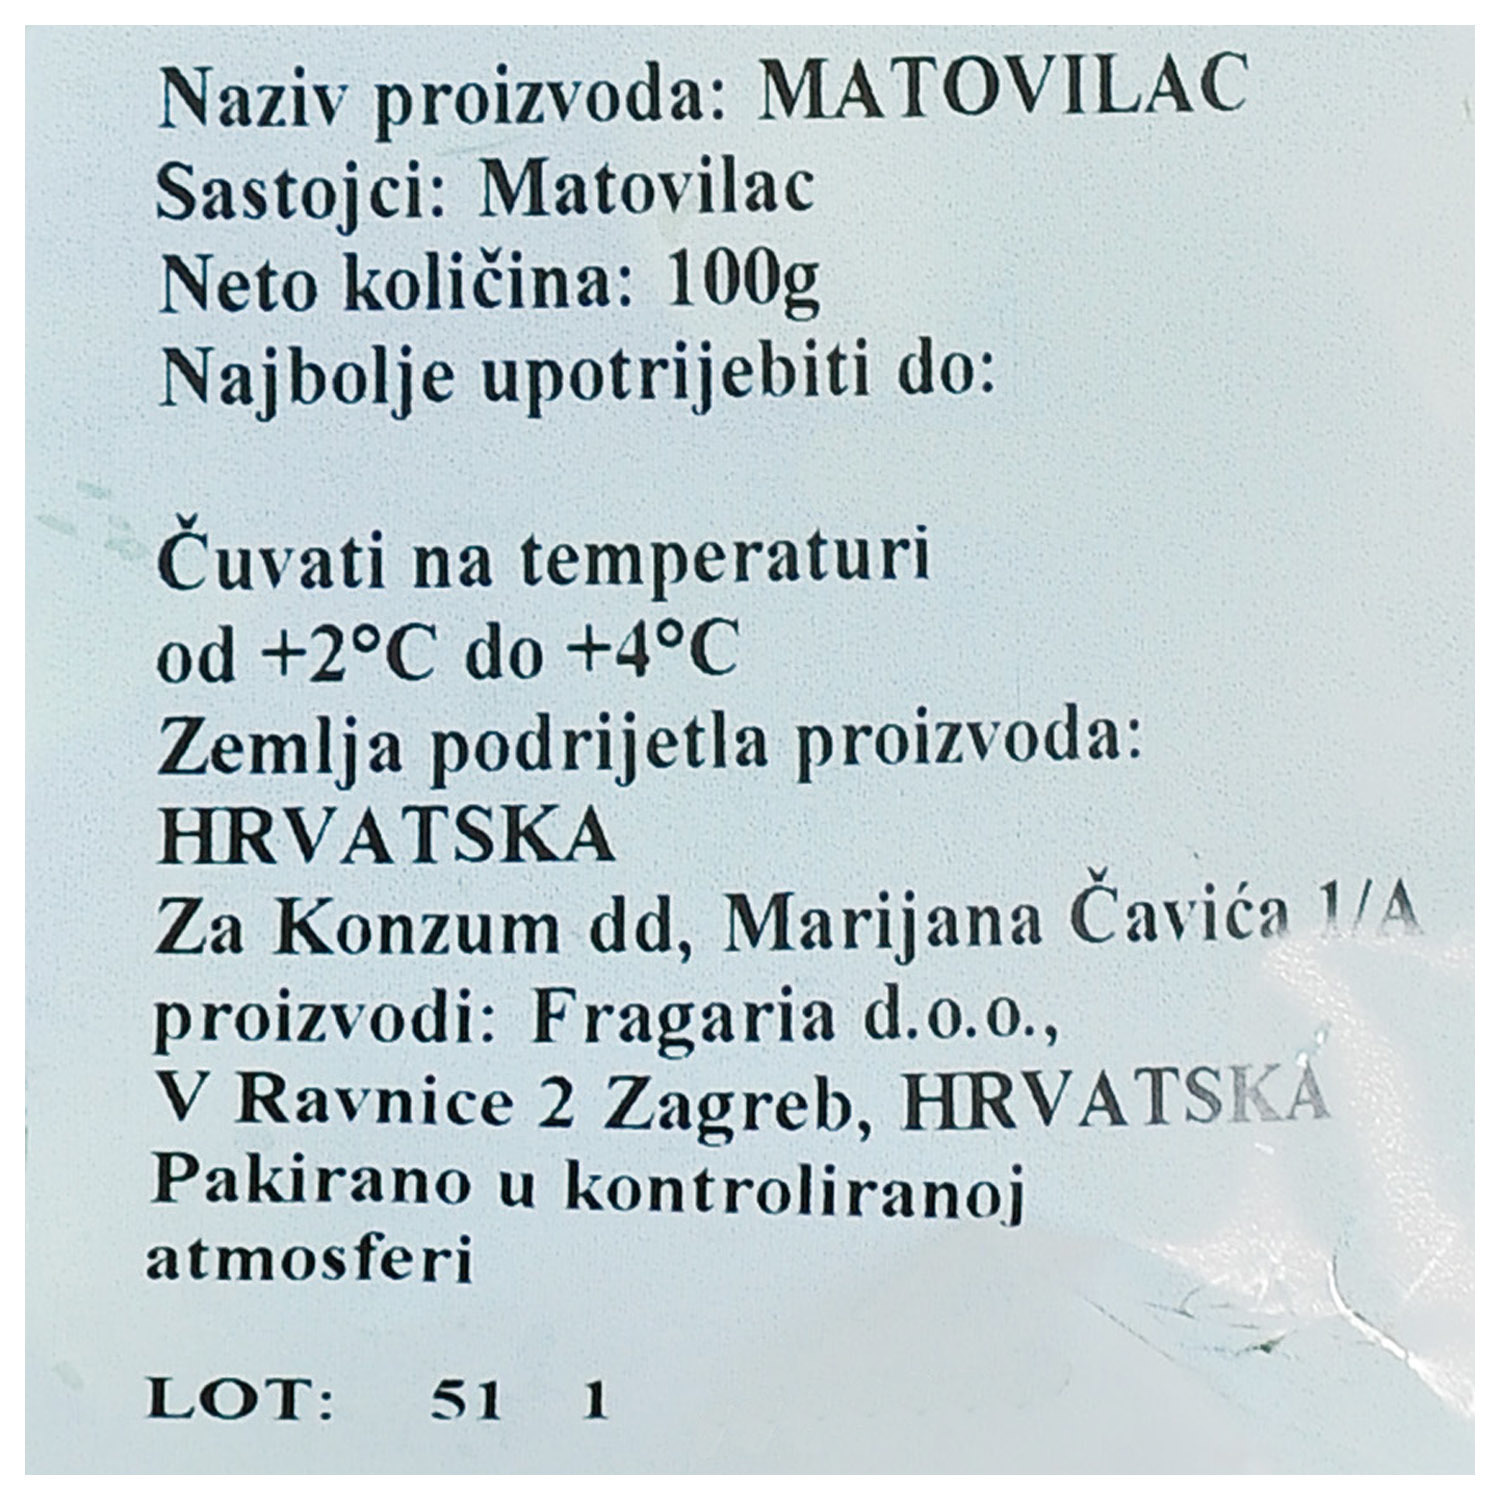 Naziv proizvoda: MATOVILAC
Sastojci: Matovilac
Neto količina: 100g
Najbolje upotrijebiti do:
Čuvati na temperaturi
od +2°C do +4°C
Zemlja podrijetla proizvoda:
HRVATSKA
Za Konzum dd, Marijana Čavića 1/A
proizvodi: Fragaria d.o.o.,
V Ravnice 2 Zagreb, HRVATSKA
Pakirano u kontroliranoj
atmosferi
LOT: 51 1